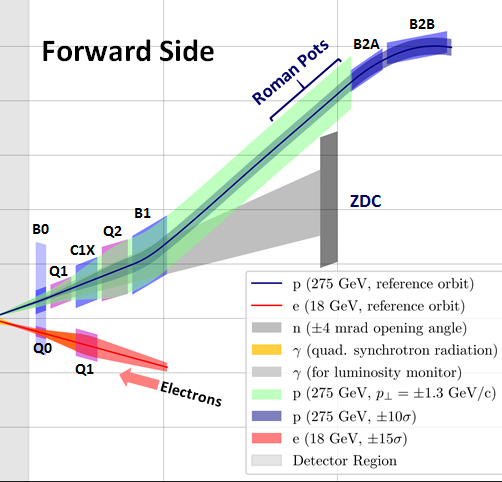 Forward Side
B2B
B2A
Roman Pots
B0
B1
Q2
C1X
Q1
ZDC
Q0
Q1
Electrons
p (275 GeV, reference orbit)
e (18 GeV, reference orbit)
n (±4 mrad opening angle)
γ (quad. synchrotron radiation)
γ (for luminosity monitor)
p (275 GeV, p⊥ = ±1.3 GeV/c)
p (275 GeV, ±10σ)
e (18 GeV, ±15σ)
Detector Region